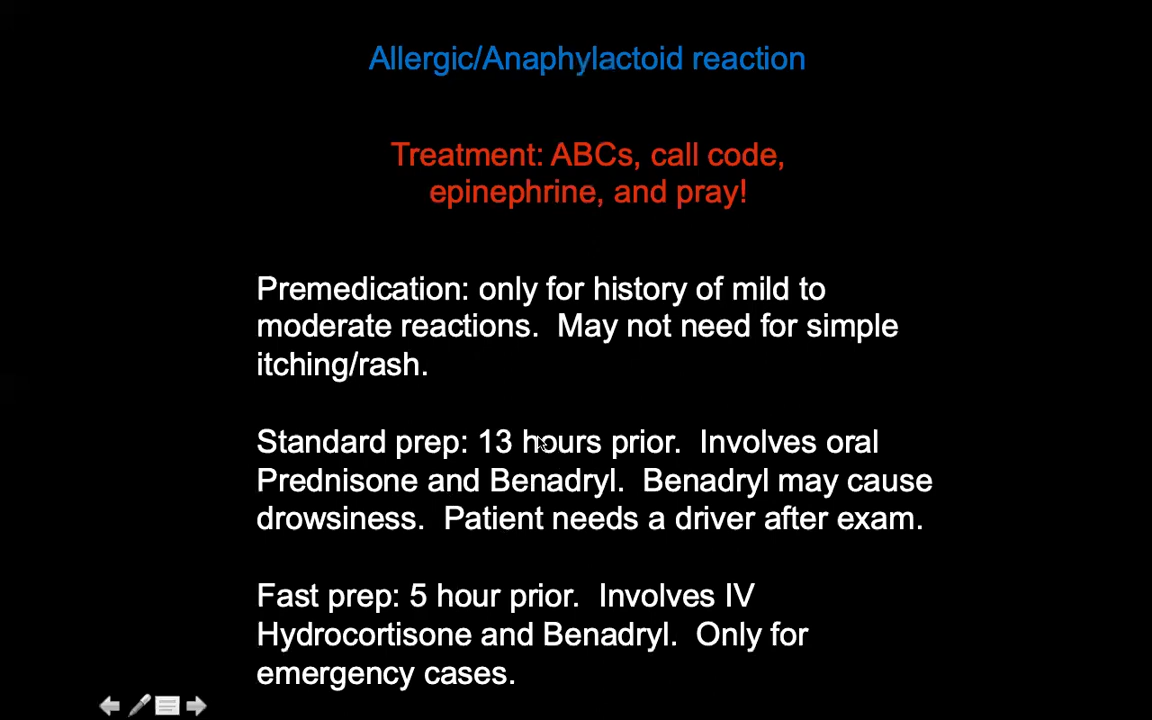 Allergic/Anaphylactoid reaction
Treatment: ABCs, call code,
epinephrine, and pray!
Premedication: only for history of mild to
moderate reactions.  May not need for simple
itching/rash.
Standard prep: 13 hours prior.  Involves oral
Prednisone and Benadryl.  Benadryl may cause
drowsiness.  Patient needs a driver after exam.
Fast prep: 5 hour prior.  Involves IV
Hydrocortisone and Benadryl.  Only for
emergency cases.